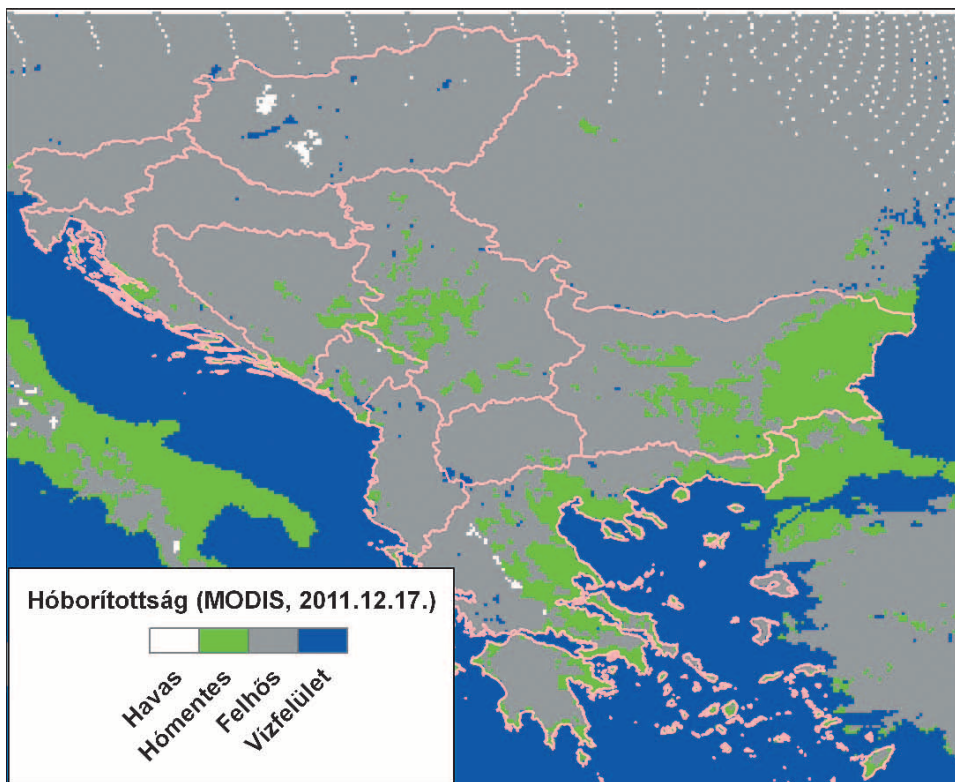 Hóborítottság (MODIS, 2011.12.17.)
Havas
Hómentes
Felhős
Vízfelület